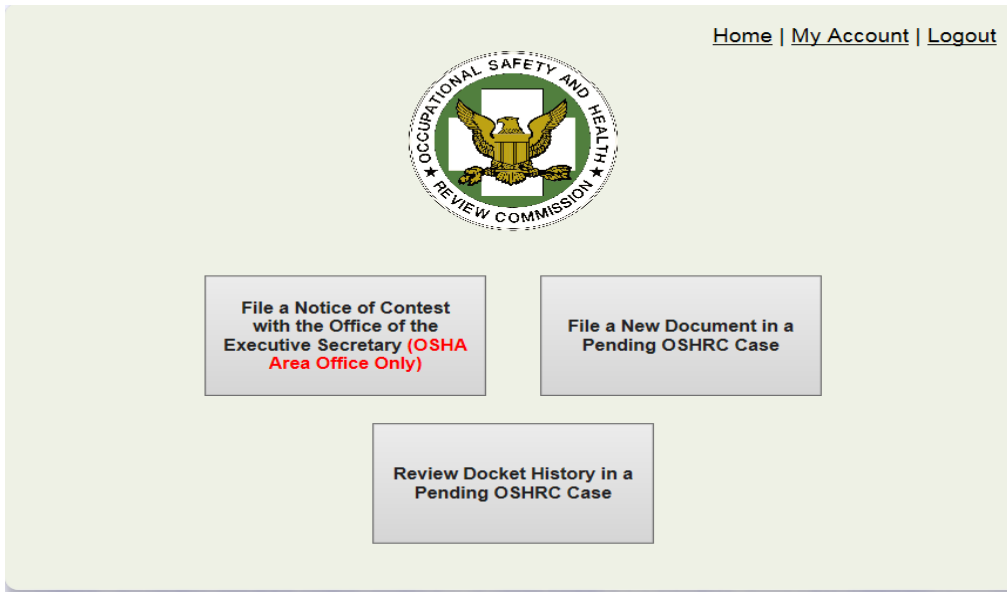 Home | My Account | Logout
OCCUPATIONAL SAFETY AND HEALTH
★ REVIEW COMMISSION ★
File a Notice of Contest
with the Office of the
Executive Secretary (OSHA
Area Office Only)
File a New Document in a
Pending OSHRC Case
Review Docket History in a
Pending OSHRC Case